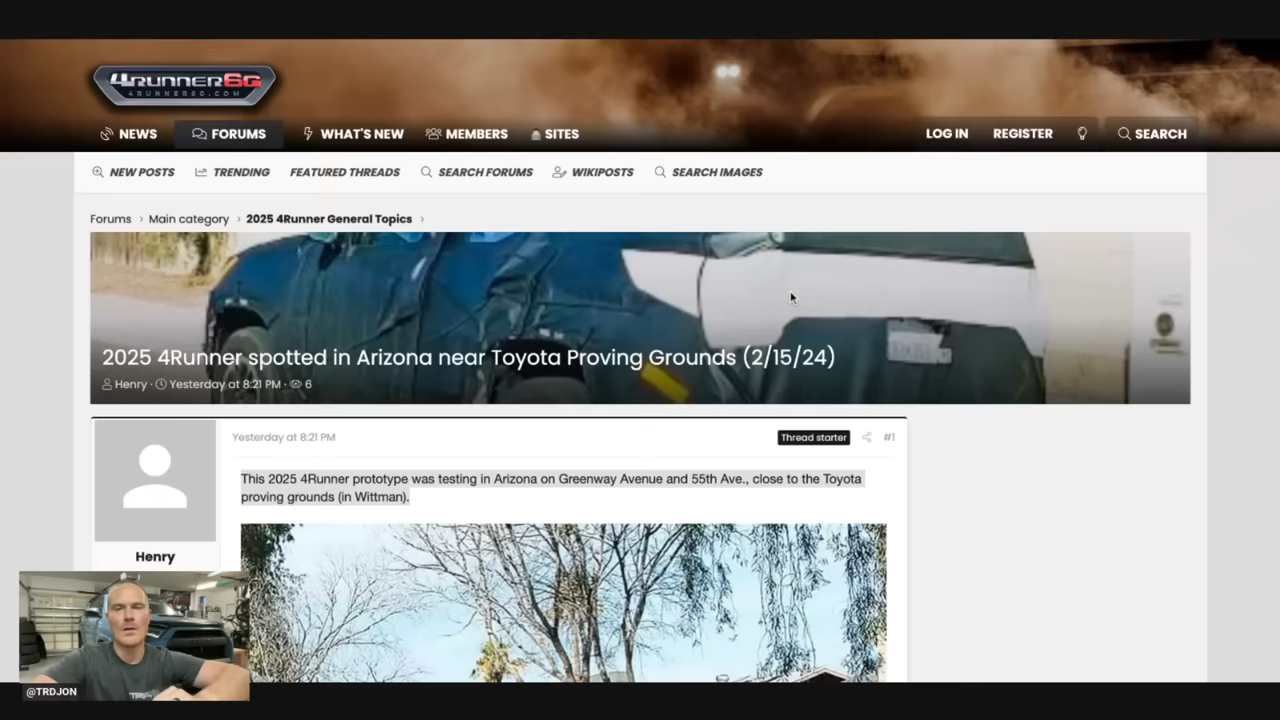 4RUNNER6G
4RUNNER6G.COM
NEWS FORUMS WHAT'S NEW MEMBERS SITES LOG IN REGISTER SEARCH
NEW POSTS TRENDING FEATURED THREADS SEARCH FORUMS WIKIPOSTS SEARCH IMAGES
Forums › Main category › 2025 4Runner General Topics ›
2025 4Runner spotted in Arizona near Toyota Proving Grounds (2/15/24)
Henry · Yesterday at 8:21 PM · 6
Yesterday at 8:21 PM Thread starter #1
This 2025 4Runner prototype was testing in Arizona on Greenway Avenue and 55th Ave., close to the Toyota
proving grounds (in Wittman).
Henry
@TRDJON